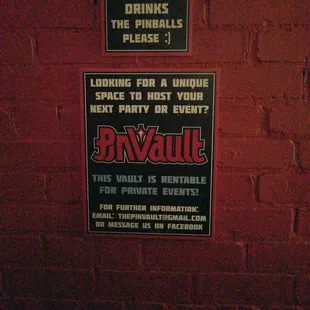 DRINKS
THE PINBALLS
PLEASE :)
LOOKING FOR A UNIQUE
SPACE TO HOST YOUR
NEXT PARTY OR EVENT?
PinVault
THIS VAULT IS RENTABLE
FOR PRIVATE EVENTS!
FOR FURTHER INFORMATION:
EMAIL: THEPINVAULT@GMAIL.COM
OR MESSAGE US ON FACEBOOK